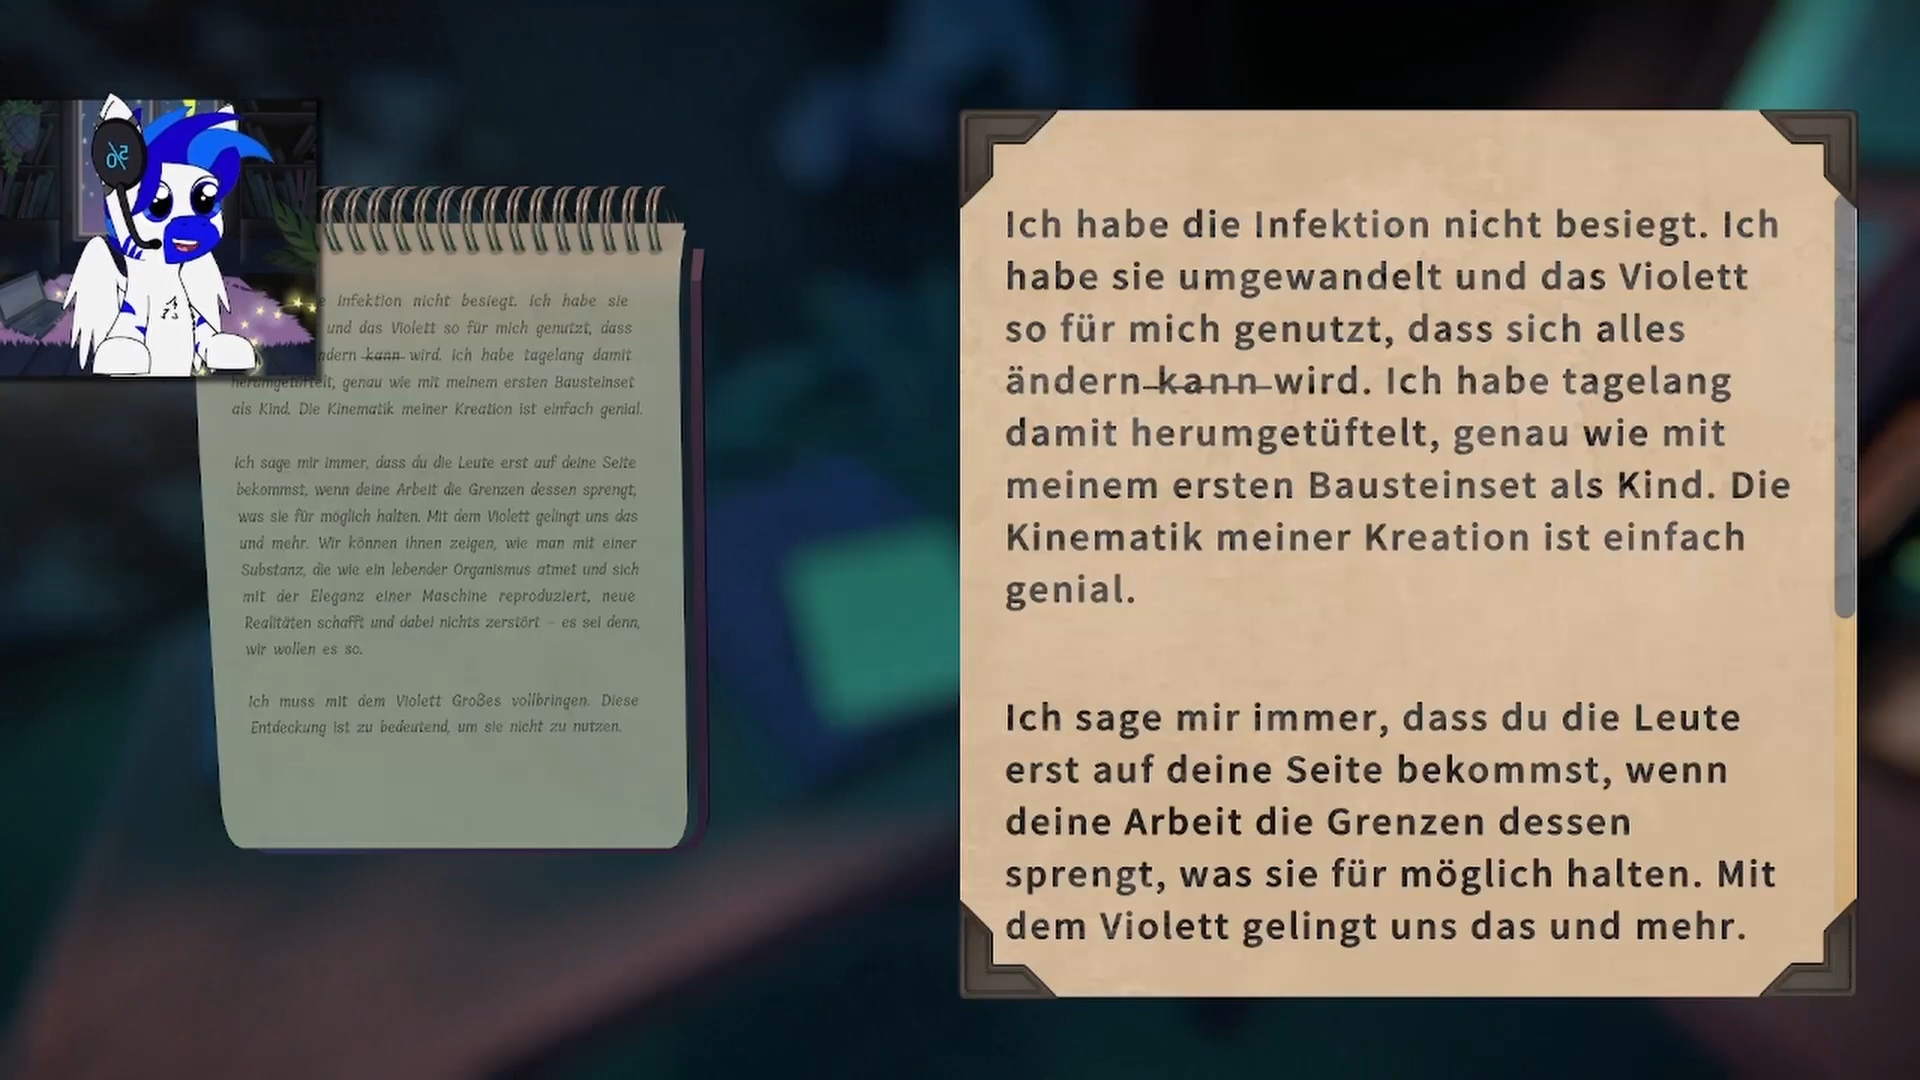 e Infektion nicht besiegt. Ich habe sie
und das Violett so für mich genutzt, dass
ndern kann wird. Ich habe tagelang damit
herumgetüftelt, genau wie mit meinem ersten Bausteinset
als Kind. Die Kinematik meiner Kreation ist einfach genial.
Ich sage mir immer, dass du die Leute erst auf deine Seite
bekommst, wenn deine Arbeit die Grenzen dessen sprengt,
was sie für möglich halten. Mit dem Violett gelingt uns das
und mehr. Wir können ihnen zeigen, wie man mit einer
Substanz, die wie ein lebender Organismus atmet und sich
mit der Eleganz einer Maschine reproduziert, neue
Realitäten schafft und dabei nichts zerstört – es sei denn,
wir wollen es so.
Ich muss mit dem Violett Großes vollbringen. Diese
Entdeckung ist zu bedeutend, um sie nicht zu nutzen.
Ich habe die Infektion nicht besiegt. Ich
habe sie umgewandelt und das Violett
so für mich genutzt, dass sich alles
ändern kann wird. Ich habe tagelang
damit herumgetüftelt, genau wie mit
meinem ersten Bausteinset als Kind. Die
Kinematik meiner Kreation ist einfach
genial.
Ich sage mir immer, dass du die Leute
erst auf deine Seite bekommst, wenn
deine Arbeit die Grenzen dessen
sprengt, was sie für möglich halten. Mit
dem Violett gelingt uns das und mehr.